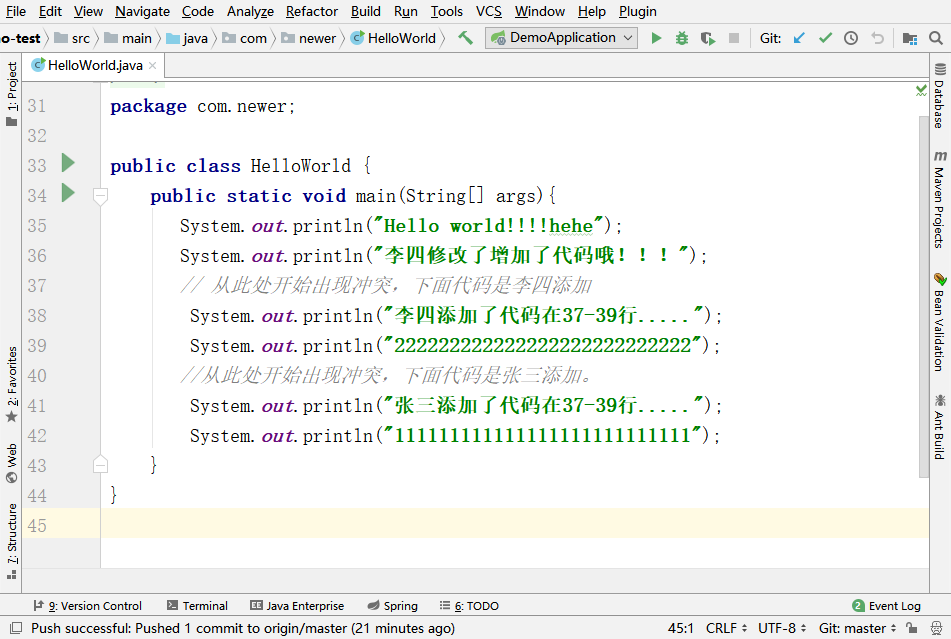 File Edit View Navigate Code Analyze Refactor Build Run Tools VCS Window Help Plugin
o-test src main java com newer HelloWorld DemoApplication Git:
HelloWorld.java
31 package com.newer;
32
33 public class HelloWorld {
34 public static void main(String[] args){
35 System.out.println("Hello world!!!!hehe");
36 System.out.println("李四修改了增加了代码哦！！！");
37 // 从此处开始出现冲突，下面代码是李四添加
38 System.out.println("李四添加了代码在37-39行.....");
39 System.out.println("222222222222222222222222222");
40 //从此处开始出现冲突，下面代码是张三添加。
41 System.out.println("张三添加了代码在37-39行.....");
42 System.out.println("111111111111111111111111111");
43 }
44 }
45
1: Project
2: Favorites
Web
7: Structure
Database
m Maven Projects
Bean Validation
Ant Build
9: Version Control Terminal Java Enterprise Spring 6: TODO 2 Event Log
Push successful: Pushed 1 commit to origin/master (21 minutes ago) 45:1 CRLF UTF-8 Git: master